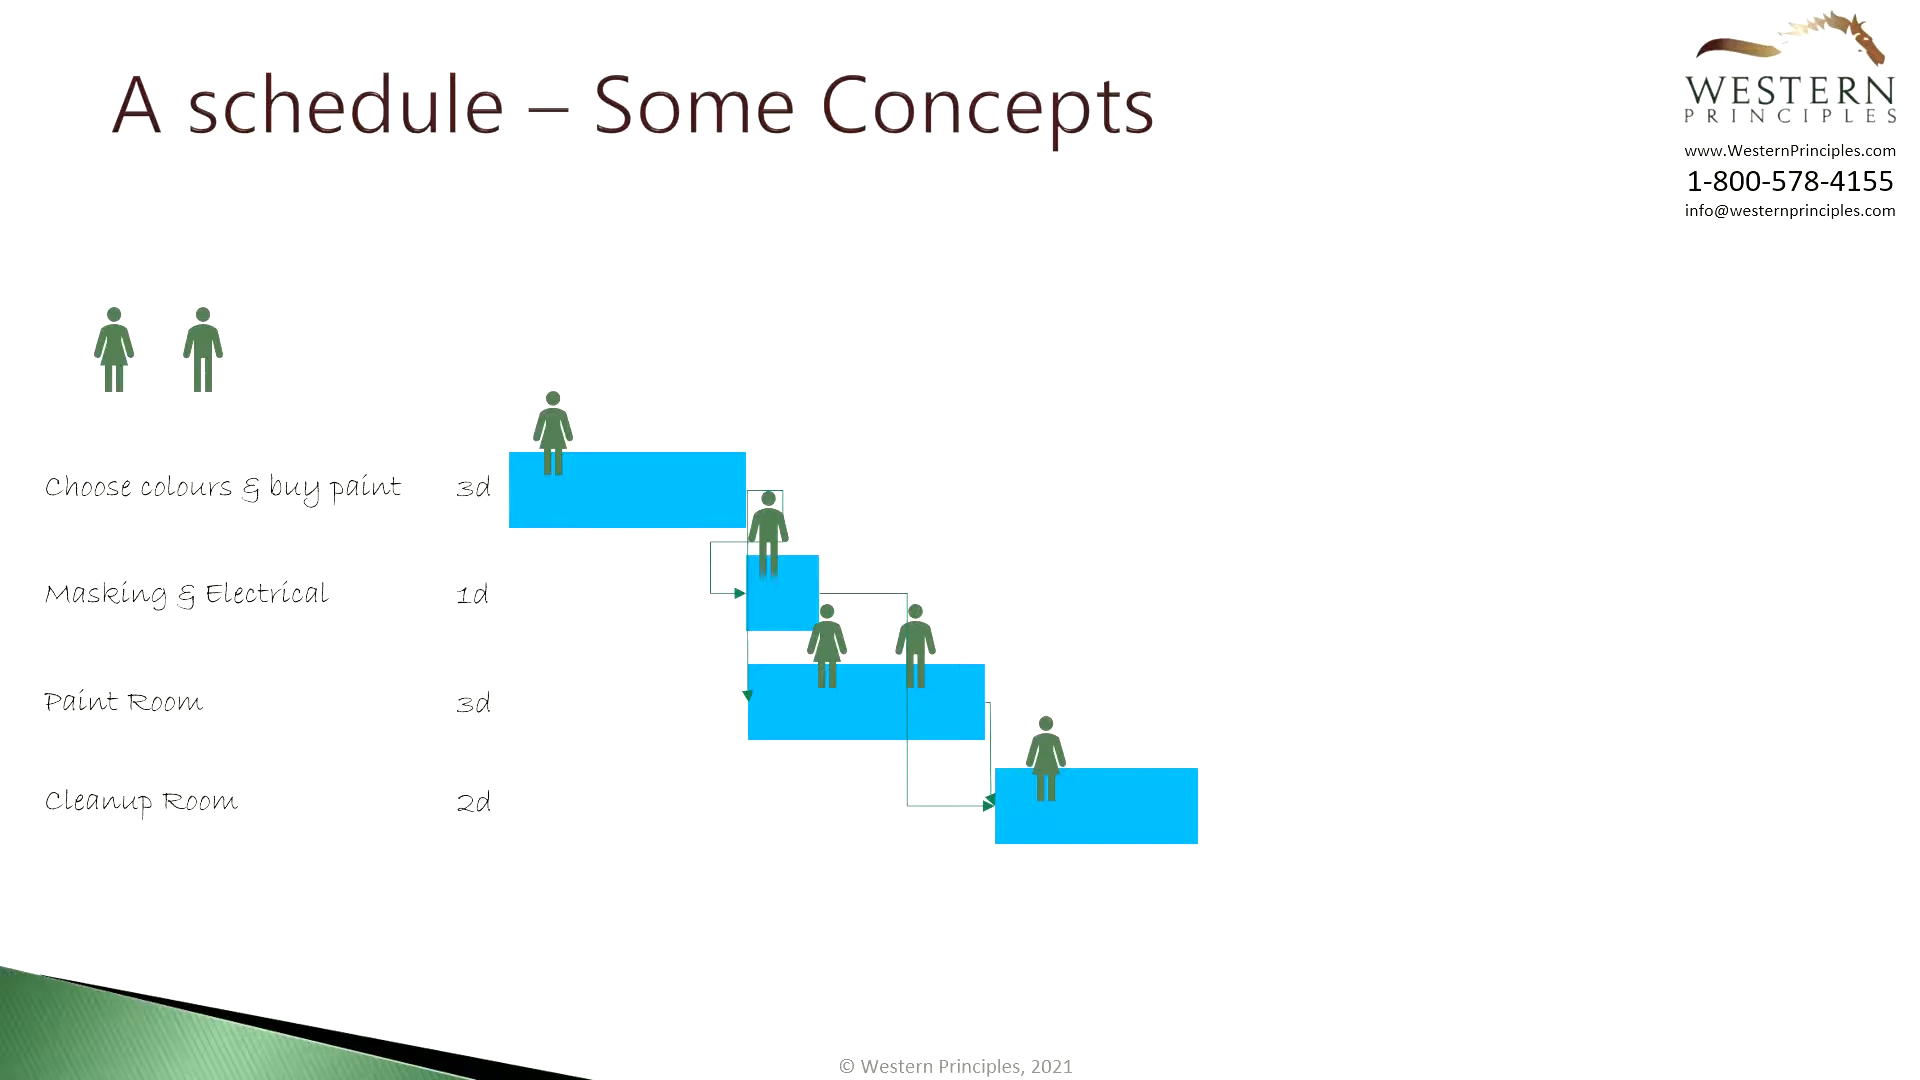 A schedule – Some Concepts
WESTERN
PRINCIPLES
www.WesternPrinciples.com
1-800-578-4155
info@westernprinciples.com
Choose colours & buy paint 3d
Masking & Electrical 1d
Paint Room 3d
Cleanup Room 2d
© Western Principles, 2021